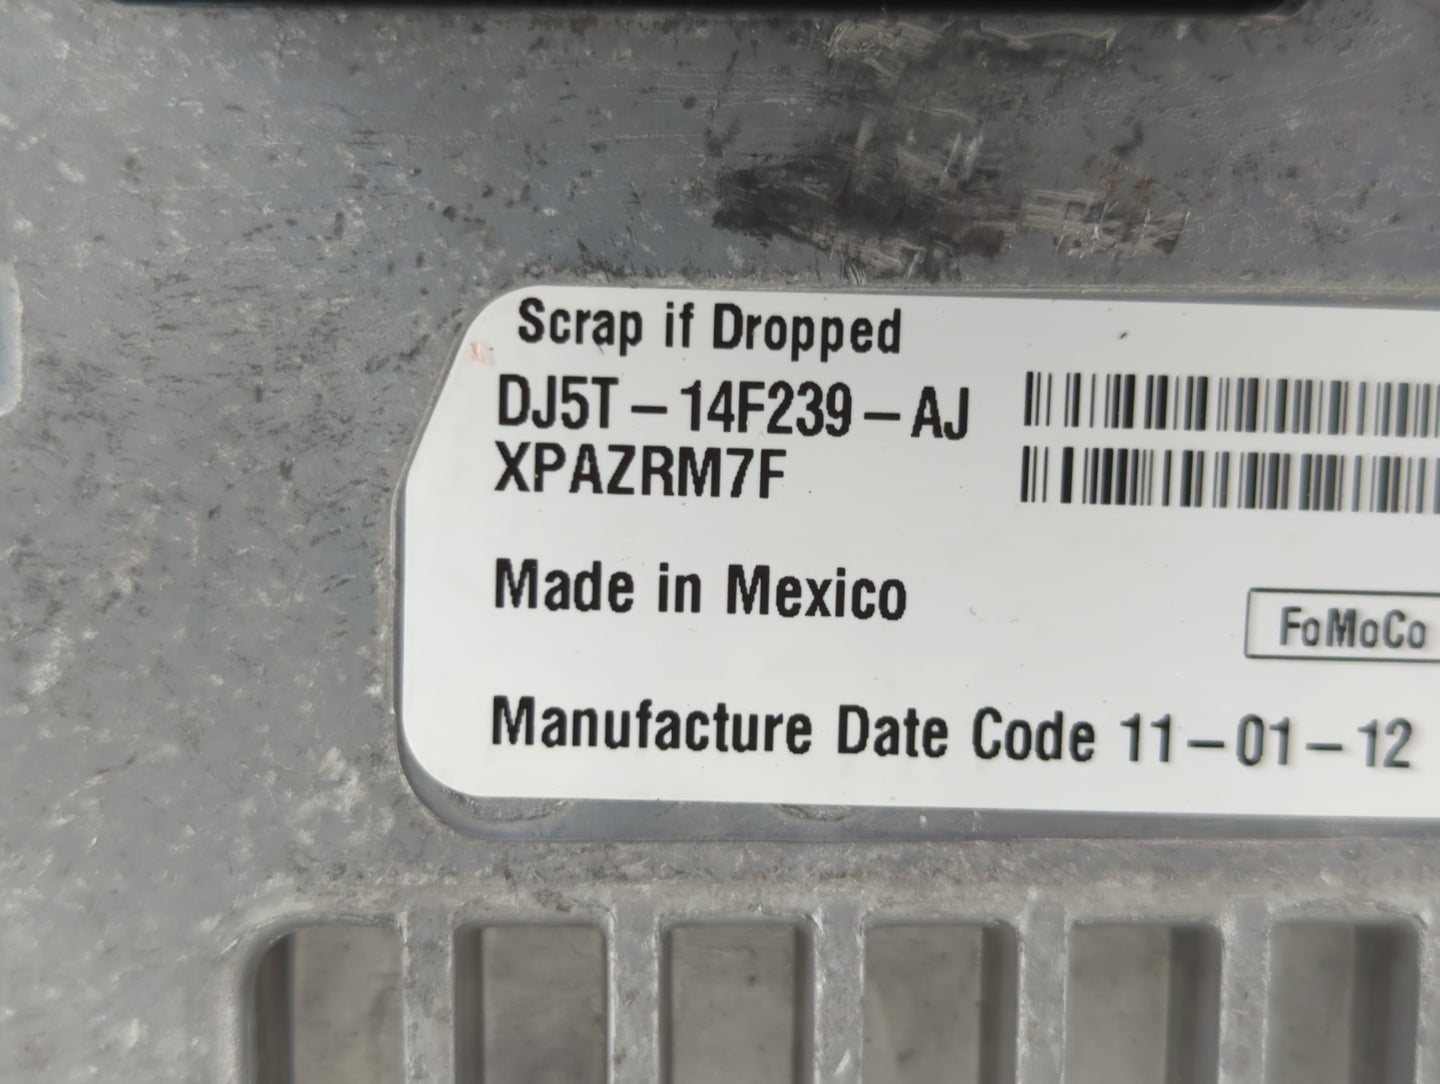 Scrap if Dropped
DJ5T-14F239-AJ
XPAZRM7F
Made in Mexico
FoMoCo
Manufacture Date Code 11-01-12